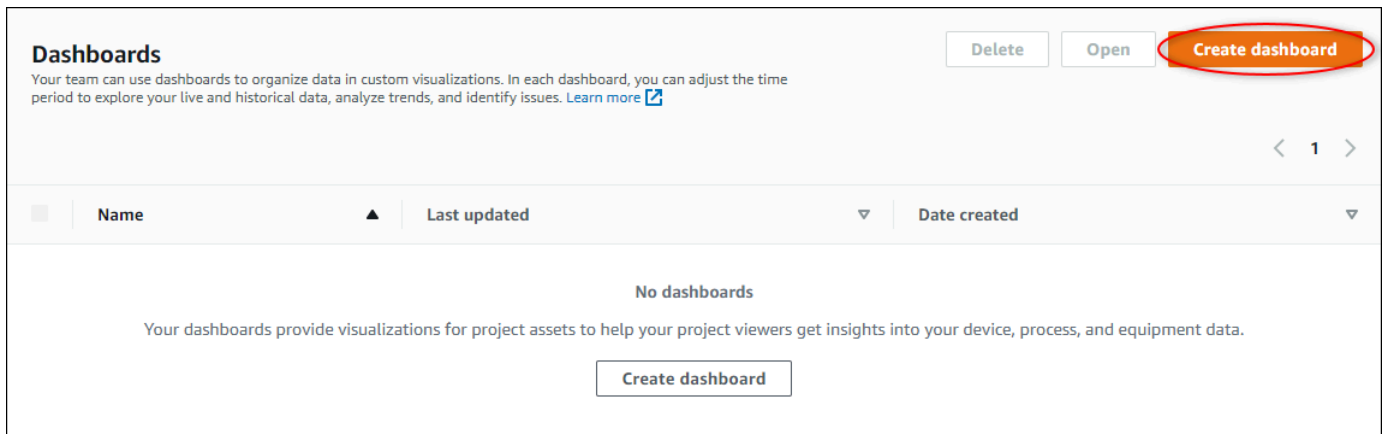 Dashboards
Your team can use dashboards to organize data in custom visualizations. In each dashboard, you can adjust the time
period to explore your live and historical data, analyze trends, and identify issues. Learn more
Delete
Open
Create dashboard
1
Name
Last updated
Date created
No dashboards
Your dashboards provide visualizations for project assets to help your project viewers get insights into your device, process, and equipment data.
Create dashboard